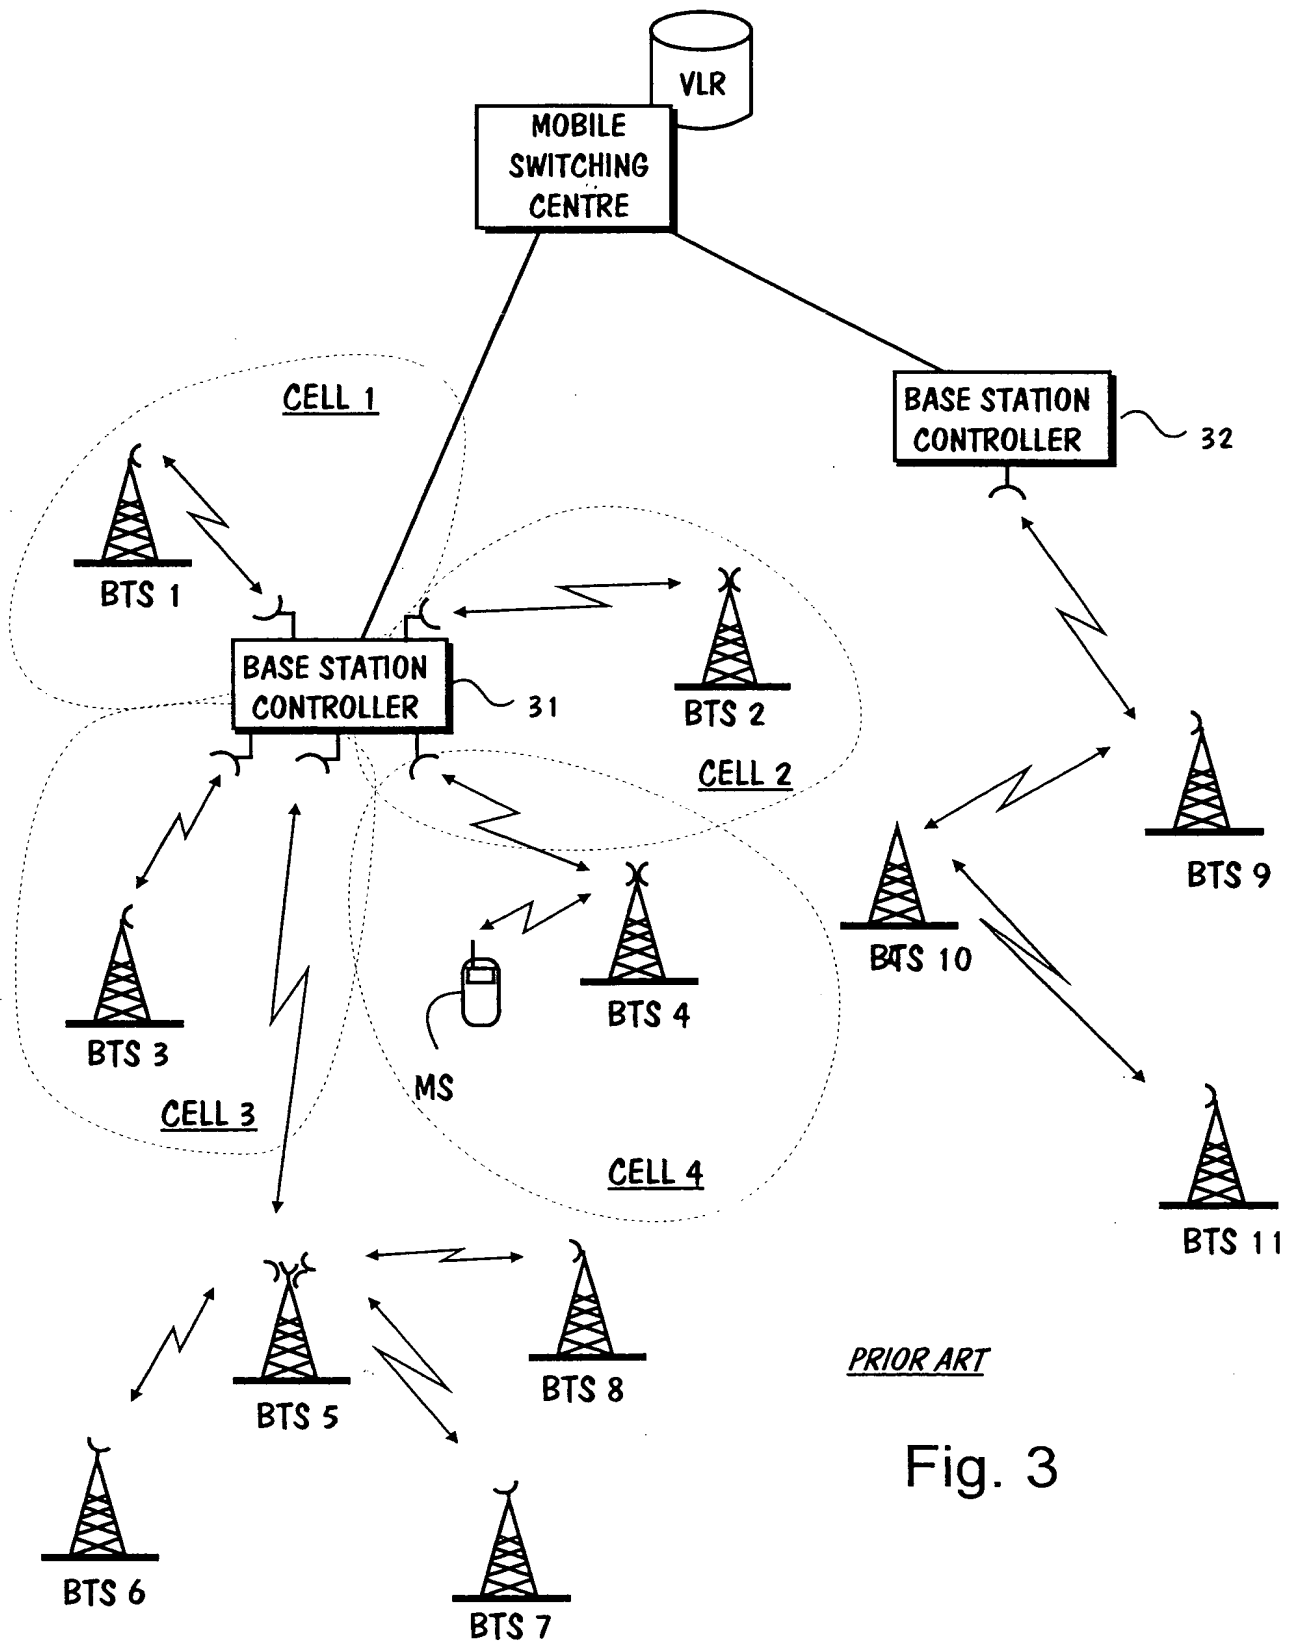 VLR
MOBILE
SWITCHING
CENTRE
CELL 1
BASE STATION
CONTROLLER
32
BTS 1
BASE STATION
CONTROLLER
31
BTS 2
CELL 2
BTS 9
BTS 10
BTS 3
BTS 4
MS
CELL 3
CELL 4
BTS 11
BTS 5
BTS 8
PRIOR ART
Fig. 3
BTS 6
BTS 7